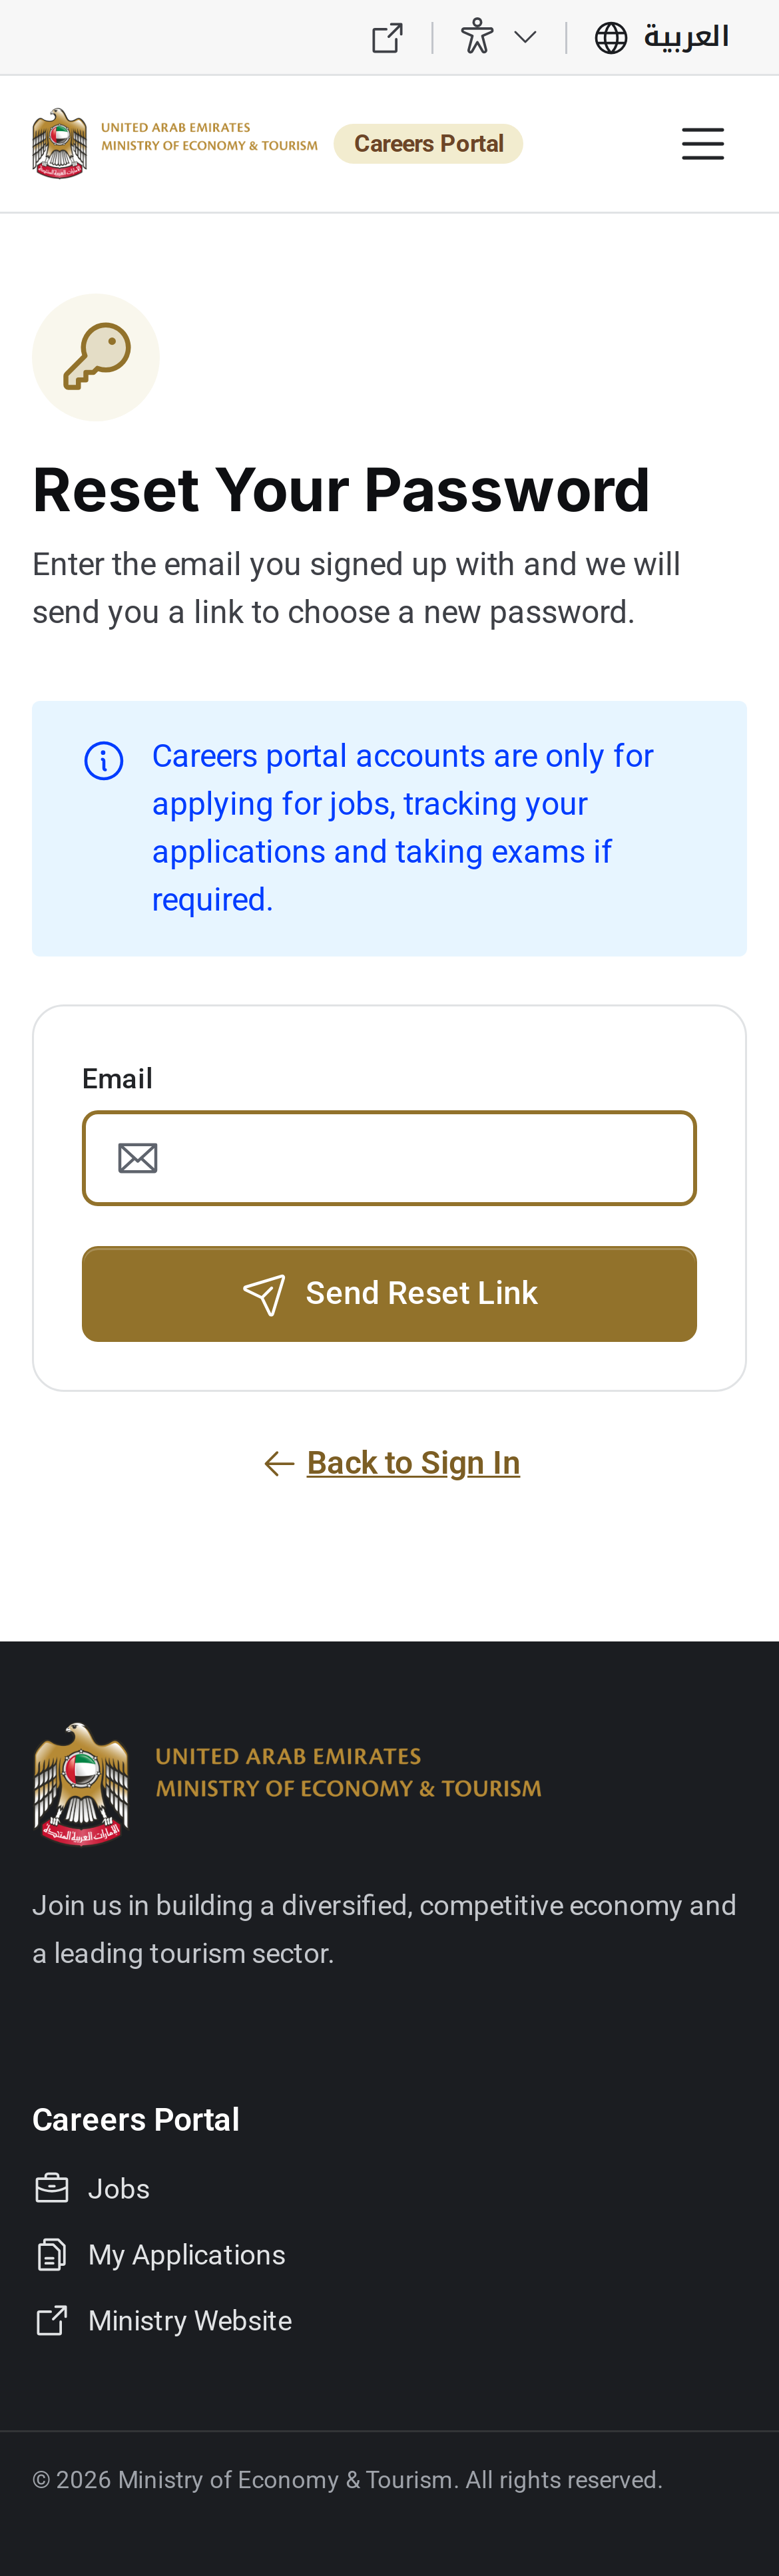 العربية
UNITED ARAB EMIRATES
MINISTRY OF ECONOMY & TOURISM
Careers Portal
Reset Your Password
Enter the email you signed up with and we will
send you a link to choose a new password.
Careers portal accounts are only for
applying for jobs, tracking your
applications and taking exams if
required.
Email
Send Reset Link
Back to Sign In
الإمارات العربية المتحدة
UNITED ARAB EMIRATES
MINISTRY OF ECONOMY & TOURISM
Join us in building a diversified, competitive economy and
a leading tourism sector.
Careers Portal
Jobs
My Applications
Ministry Website
© 2026 Ministry of Economy & Tourism. All rights reserved.